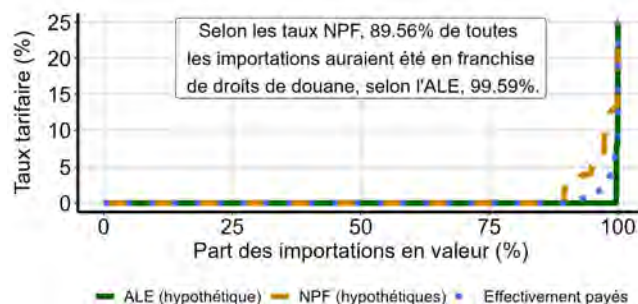 Selon les taux NPF, 89.56% de toutes
les importations auraient été en franchise
de droits de douane, selon l'ALE, 99.59%.
Taux tarifaire (%)
25
20
15
10
5
0
0 25 50 75 100
Part des importations en valeur (%)
ALE (hypothétique) NPF (hypothétiques) Effectivement payés